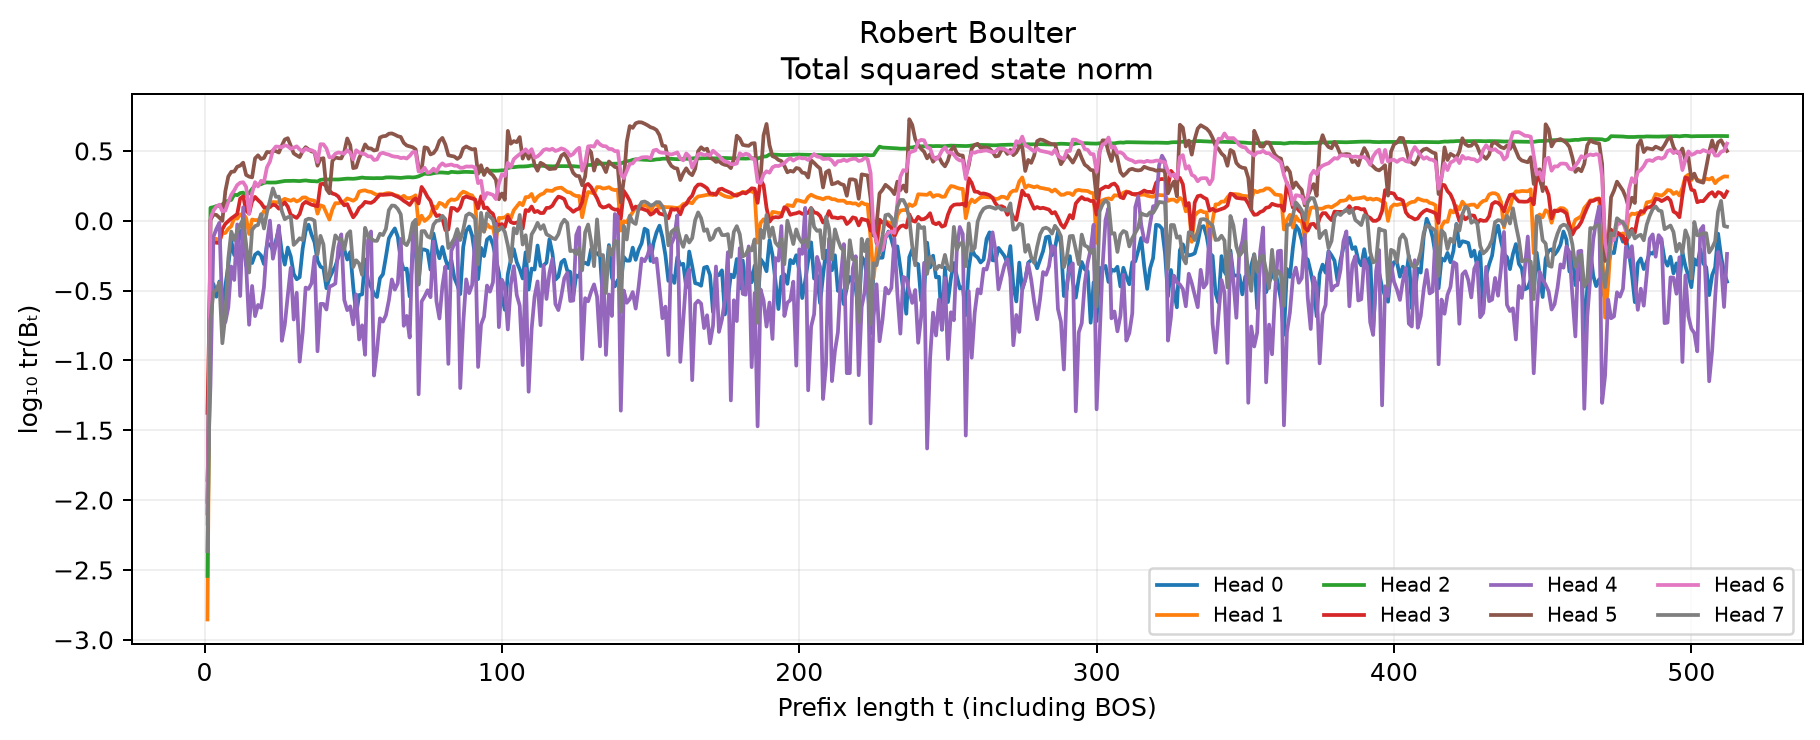 Robert Boulter
Total squared state norm
log₁₀ tr(Bₜ)
0.5
0.0
−0.5
−1.0
−1.5
−2.0
−2.5
−3.0
0 100 200 300 400 500
Prefix length t (including BOS)
Head 0 Head 2 Head 4 Head 6
Head 1 Head 3 Head 5 Head 7